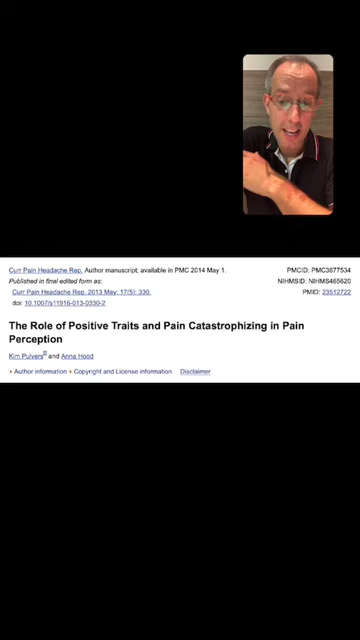 Curr Pain Headache Rep. Author manuscript; available in PMC 2014 May 1.
Published in final edited form as:
Curr Pain Headache Rep. 2013 May; 17(5): 330.
doi: 10.1007/s11916-013-0330-2
PMCID: PMC3677534
NIHMSID: NIHMS465620
PMID: 23512722
The Role of Positive Traits and Pain Catastrophizing in Pain
Perception
Kim Pulvers and Anna Hood
Author information Copyright and License information Disclaimer